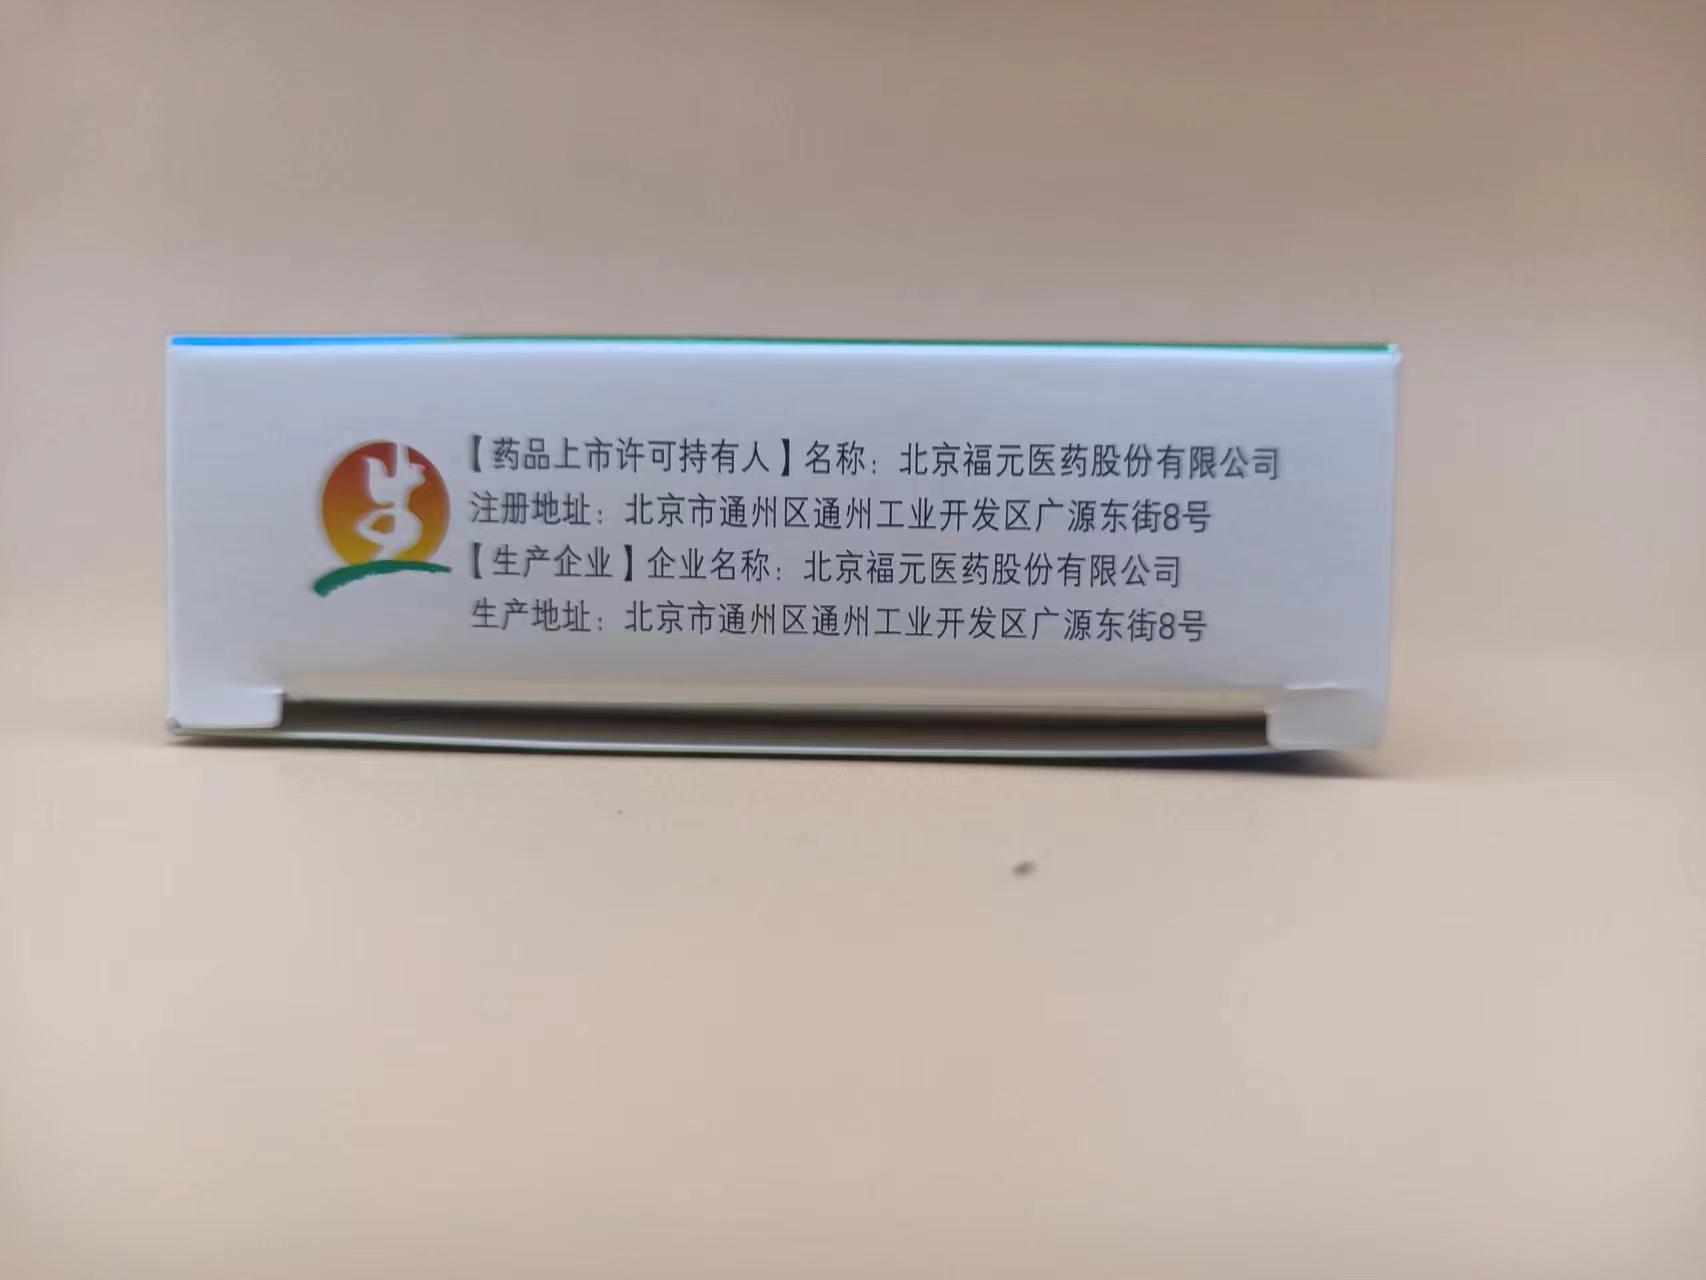 【药品上市许可持有人】名称：北京福元医药股份有限公司
注册地址：北京市通州区通州工业开发区广源东街8号
【生产企业】企业名称：北京福元医药股份有限公司
生产地址：北京市通州区通州工业开发区广源东街8号